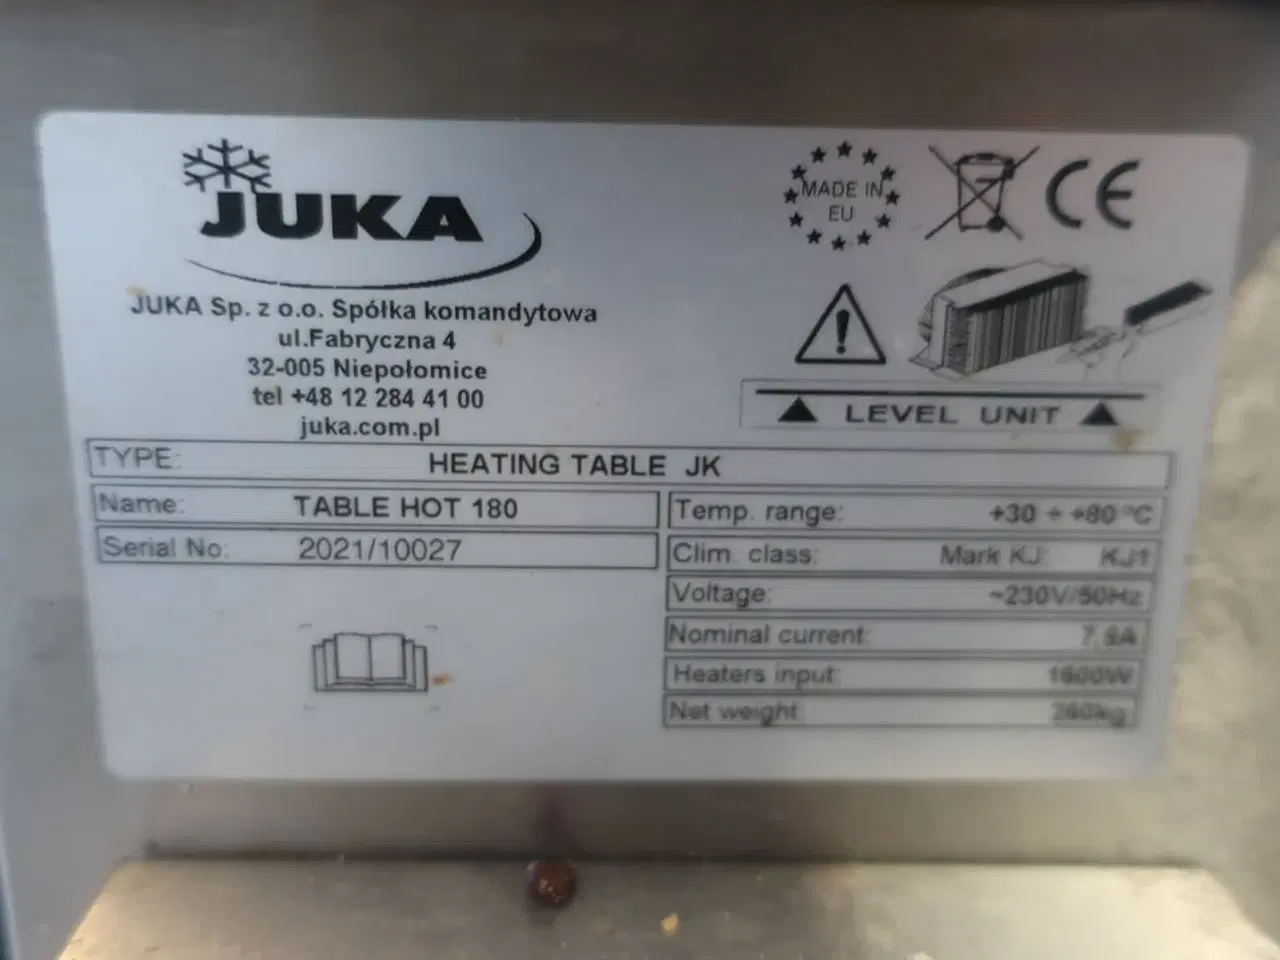 JUKA
JUKA Sp. z o.o. Spółka komandytowa
ul.Fabryczna 4
32-005 Niepołomice
tel +48 12 284 41 00
juka.com.pl
MADE IN
EU
CE
LEVEL UNIT
TYPE: HEATING TABLE JK
Name: TABLE HOT 180
Serial No: 2021/10027
Temp. range: +30 ÷ +80 °C
Clim. class: Mark KJ: KJ1
Voltage: ~230V/50Hz
Nominal current:
Heaters input: 1600W
Net weight: